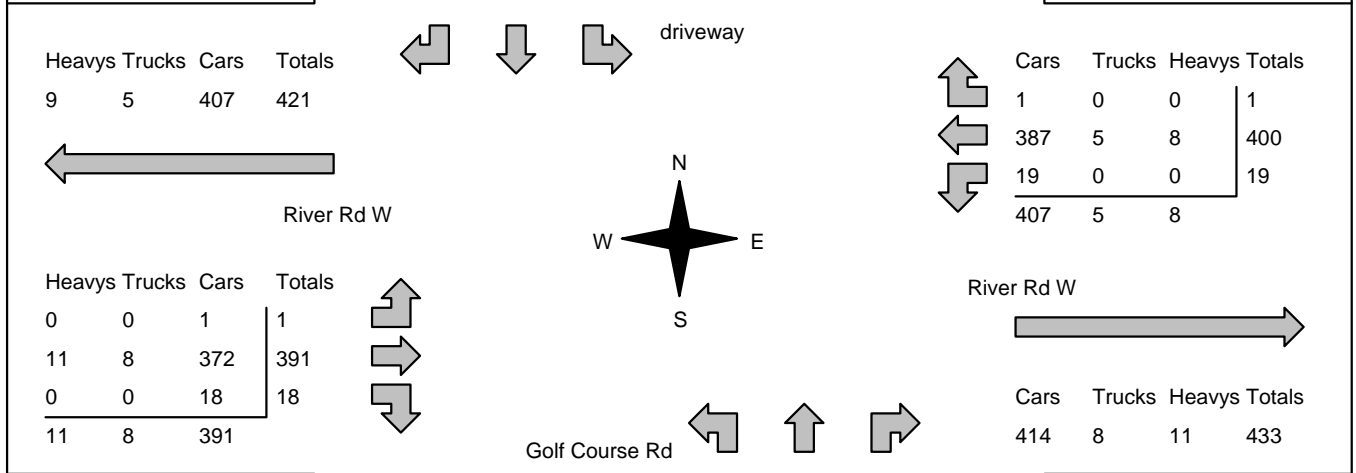 driveway
Heavys Trucks Cars Totals
9 5 407 421
River Rd W
Heavys Trucks Cars Totals
0 0 1 1
11 8 372 391
0 0 18 18
11 8 391
N
W E
S
Golf Course Rd
Cars Trucks Heavys Totals
1 0 0 1
387 5 8 400
19 0 0 19
407 5 8
River Rd W
Cars Trucks Heavys Totals
414 8 11 433